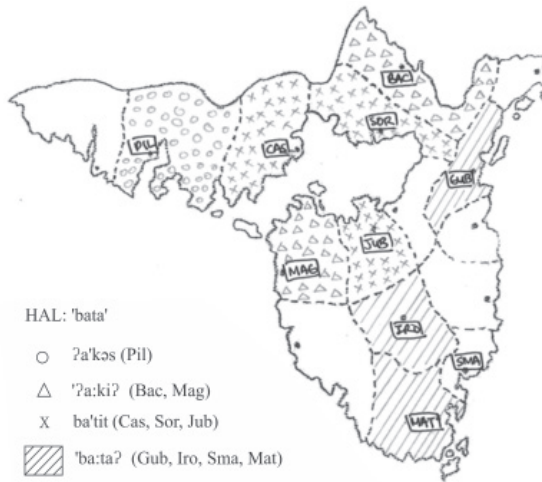 BAC
SOR
PIL
CAS
GUB
JUB
MAG
IRO
SMA
MAT
HAL: 'bata'
ʔa'kəs (Pil)
'ʔa:kiʔ (Bac, Mag)
x ba'tit (Cas, Sor, Jub)
'ba:taʔ (Gub, Iro, Sma, Mat)